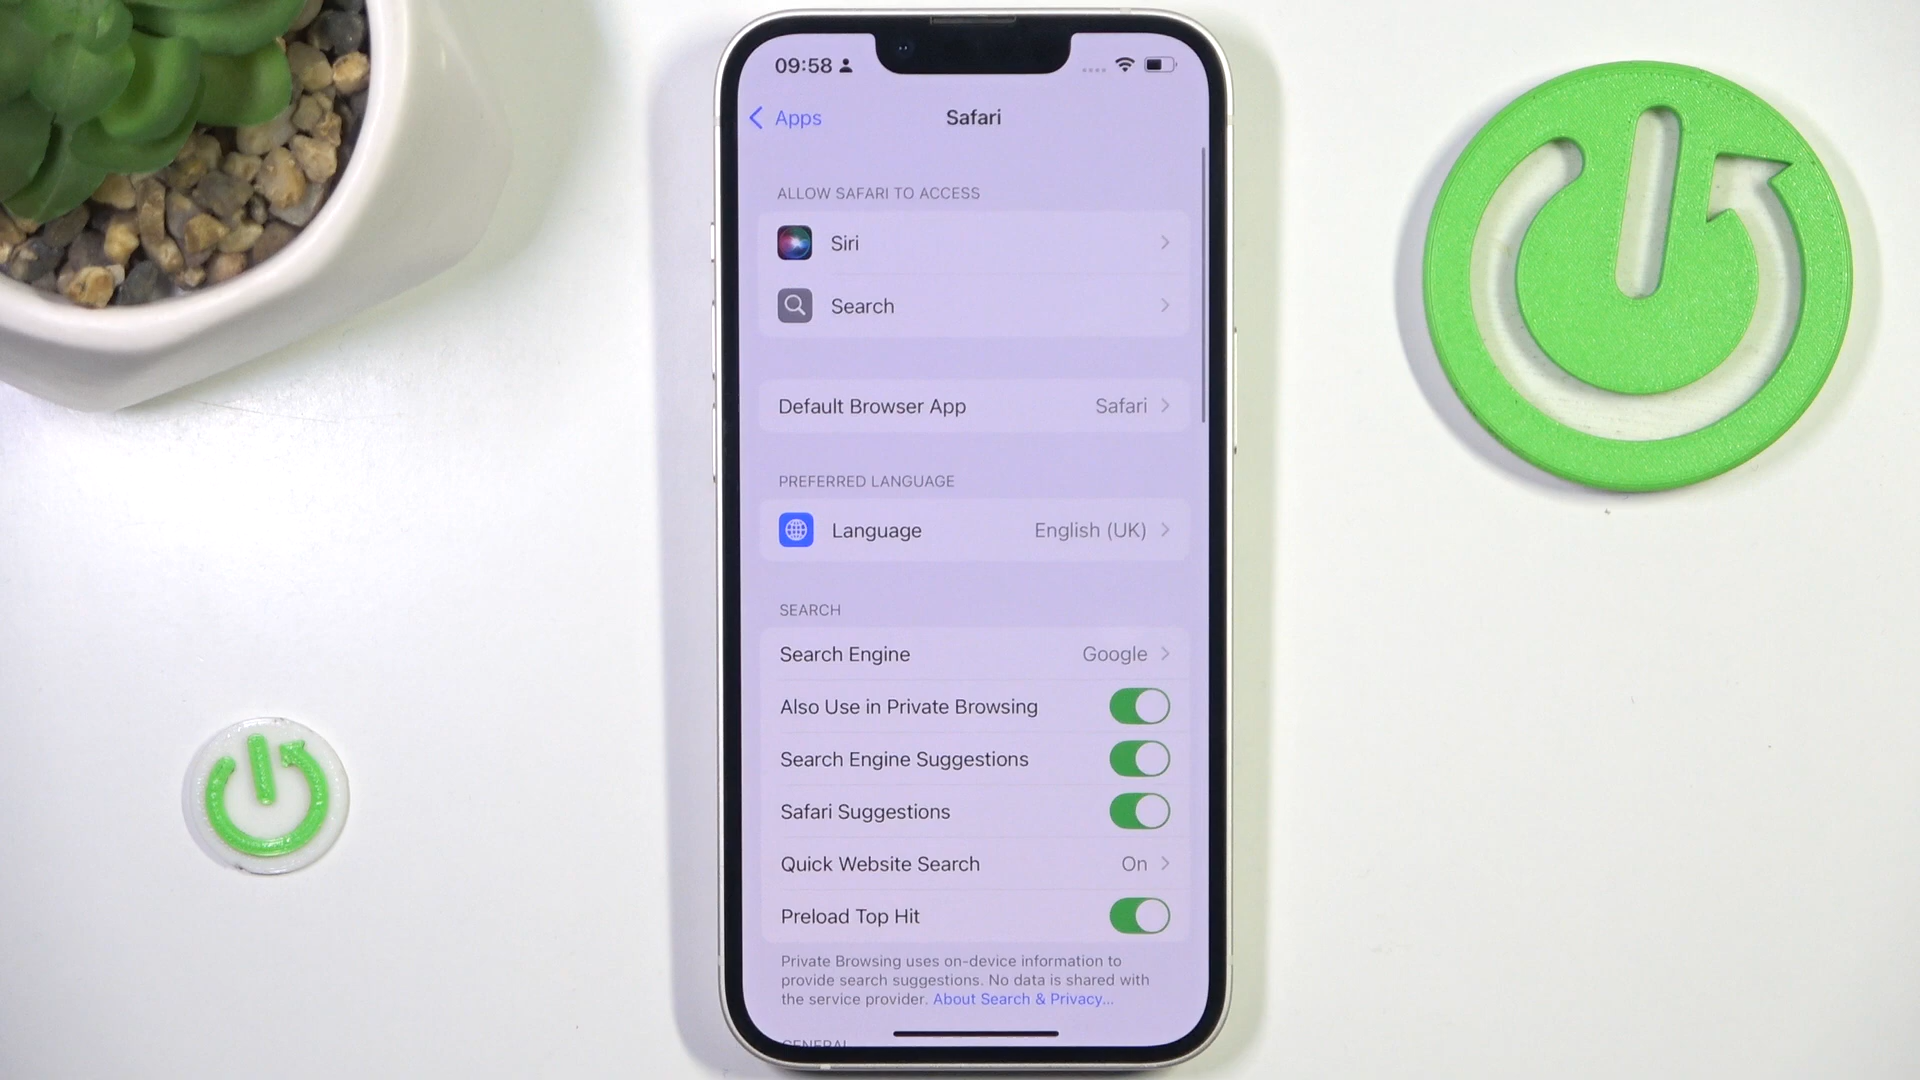 09:58
Apps
Safari
ALLOW SAFARI TO ACCESS
Siri
Search
Default Browser App Safari
PREFERRED LANGUAGE
Language English (UK)
SEARCH
Search Engine Google
Also Use in Private Browsing
Search Engine Suggestions
Safari Suggestions
Quick Website Search On
Preload Top Hit
Private Browsing uses on-device information to
provide search suggestions. No data is shared with
the service provider. About Search & Privacy...
GENERAL